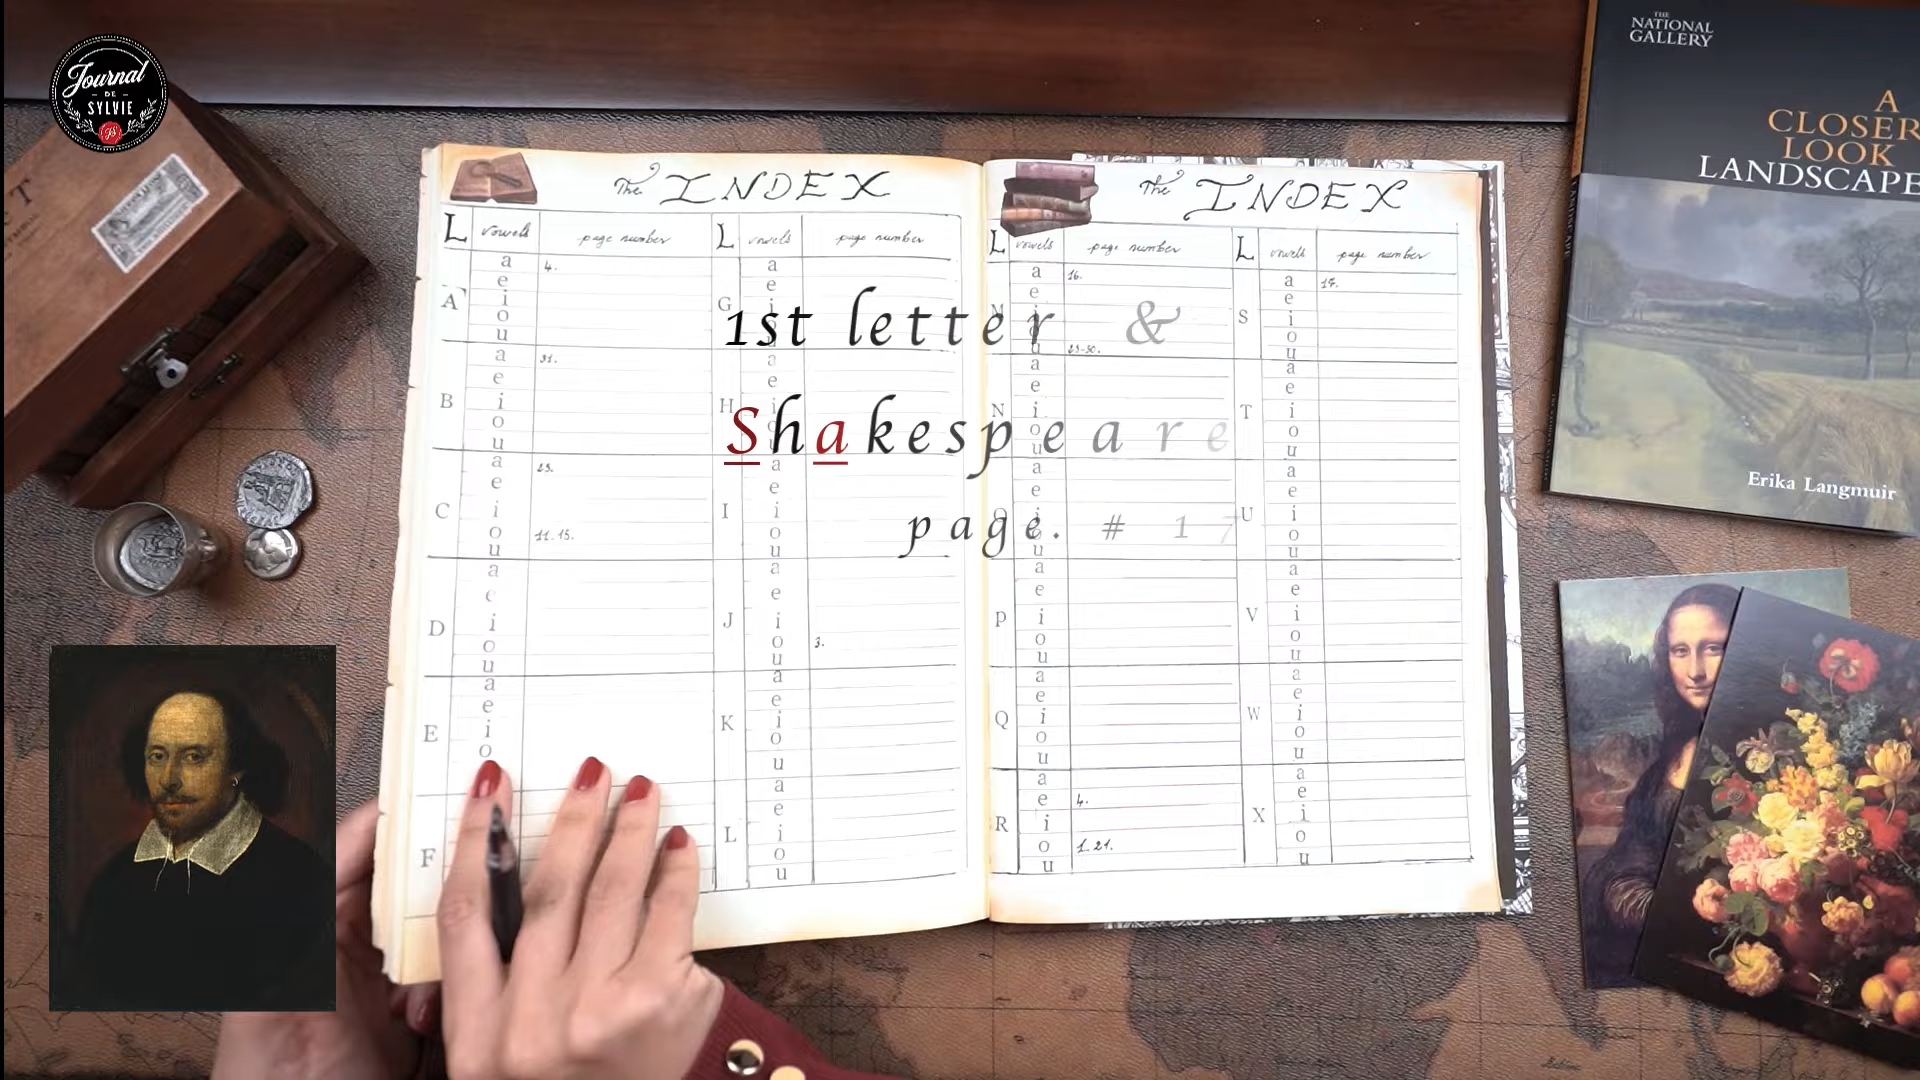 Journal
DE
SYLVIE
JS
THE
NATIONAL
GALLERY
A
CLOSER
LOOK
LANDSCAPE
Erika Langmuir
The INDEX
L vowels page number L vowels page number
A
a 4.
e
i
o
u
B
a 31.
e
i
o
u
C
a 23.
e
i
o 11.15.
u
D
a
e
i
o
u
E
a
e
i
o
F
G
a
e
i
H
a
e
i
I
a
e
i
o
u
J
a
e
i
o 3.
u
K
a
e
i
o
u
L
a
e
i
o
u
The INDEX
L vowels page number L vowels page number
M
a 16.
e
i
u 29-30.
N
a
e
i
o
u
O
a
e
i
o
u
P
a
e
i
o
u
Q
a
e
i
o
u
R
a
e 4.
i
o 1.21.
u
S
a 17.
e
i
o
u
T
a
e
i
o
u
U
a
e
i
o
u
V
a
e
i
o
u
W
a
e
i
o
u
X
a
e
i
o
u
1st letter &
Shakespeare
page. # 17